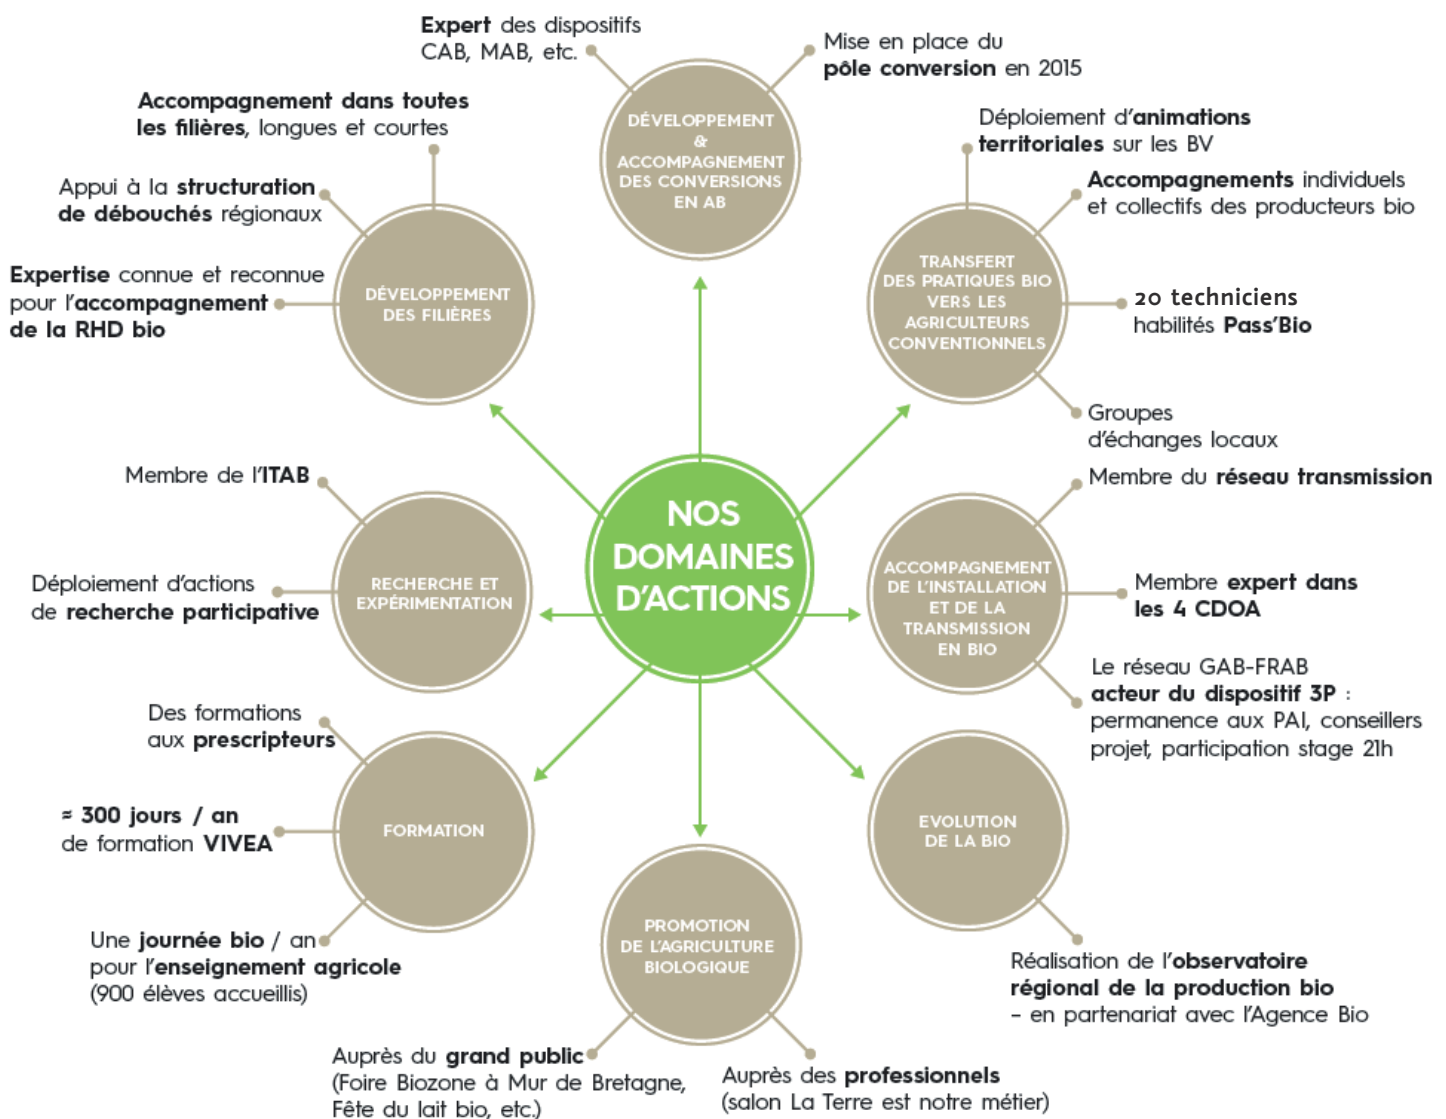 Expert des dispositifs
CAB, MAB, etc.
Mise en place du
pôle conversion en 2015
DÉVELOPPEMENT
&
ACCOMPAGNEMENT
DES CONVERSIONS
EN AB
Accompagnement dans toutes
les filières, longues et courtes
Appui à la structuration
de débouchés régionaux
Expertise connue et reconnue
pour l'accompagnement
de la RHD bio
DÉVELOPPEMENT
DES FILIÈRES
Déploiement d'animations
territoriales sur les BV
Accompagnements individuels
et collectifs des producteurs bio
TRANSFERT
DES PRATIQUES BIO
VERS LES
AGRICULTEURS
CONVENTIONNELS
20 techniciens
habilités Pass'Bio
Groupes
d'échanges locaux
NOS
DOMAINES
D'ACTIONS
Membre de l'ITAB
Déploiement d'actions
de recherche participative
RECHERCHE ET
EXPÉRIMENTATION
Membre du réseau transmission
ACCOMPAGNEMENT
DE L'INSTALLATION
ET DE LA
TRANSMISSION
EN BIO
Membre expert dans
les 4 CDOA
Le réseau GAB-FRAB
acteur du dispositif 3P :
permanence aux PAI, conseillers
projet, participation stage 21h
Des formations
aux prescripteurs
≈ 300 jours / an
de formation VIVEA
FORMATION
Une journée bio / an
pour l'enseignement agricole
(900 élèves accueillis)
EVOLUTION
DE LA BIO
Réalisation de l'observatoire
régional de la production bio
– en partenariat avec l'Agence Bio
PROMOTION
DE L'AGRICULTURE
BIOLOGIQUE
Auprès du grand public
(Foire Biozone à Mur de Bretagne,
Fête du lait bio, etc.)
Auprès des professionnels
(salon La Terre est notre métier)